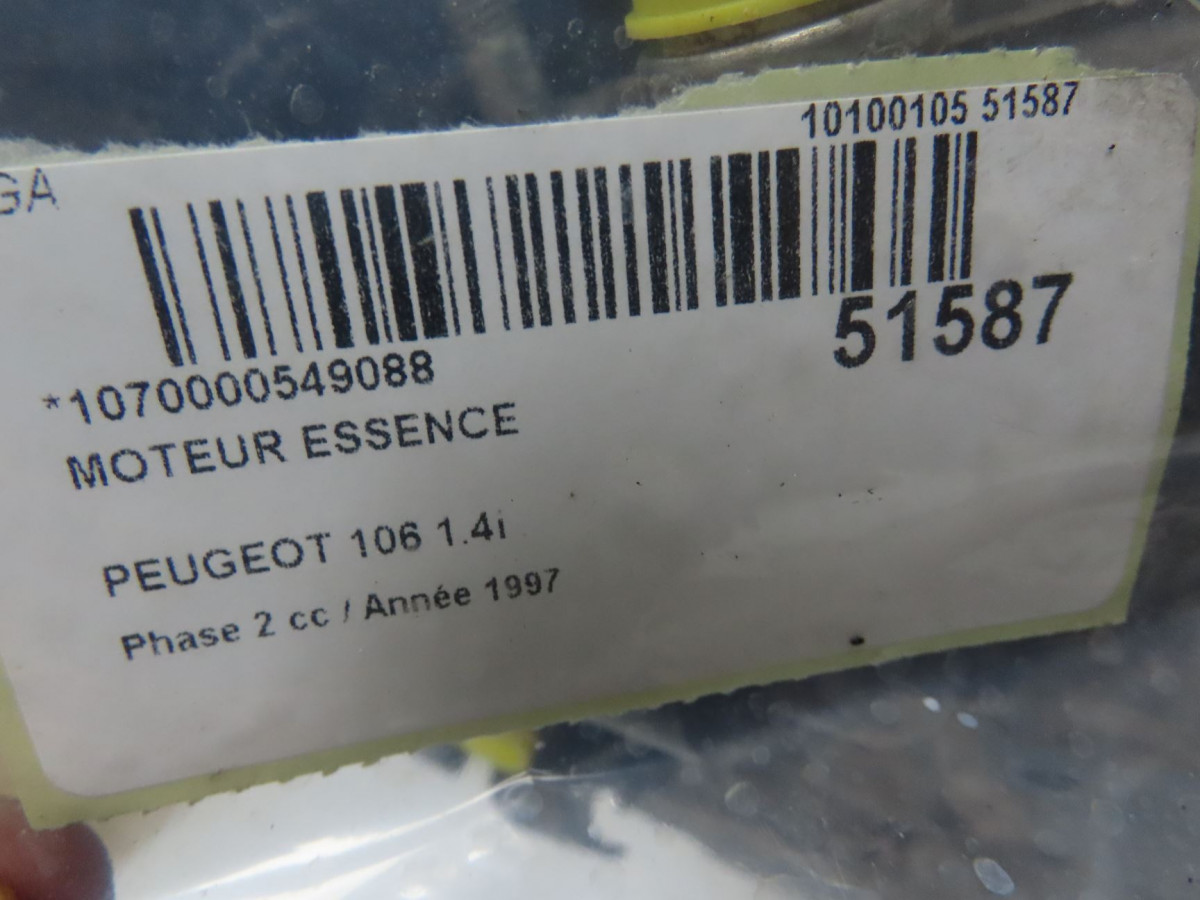 10100105 51587
GA
51587
*1070000549088
MOTEUR ESSENCE
PEUGEOT 106 1.4i
Phase 2 cc / Année 1997